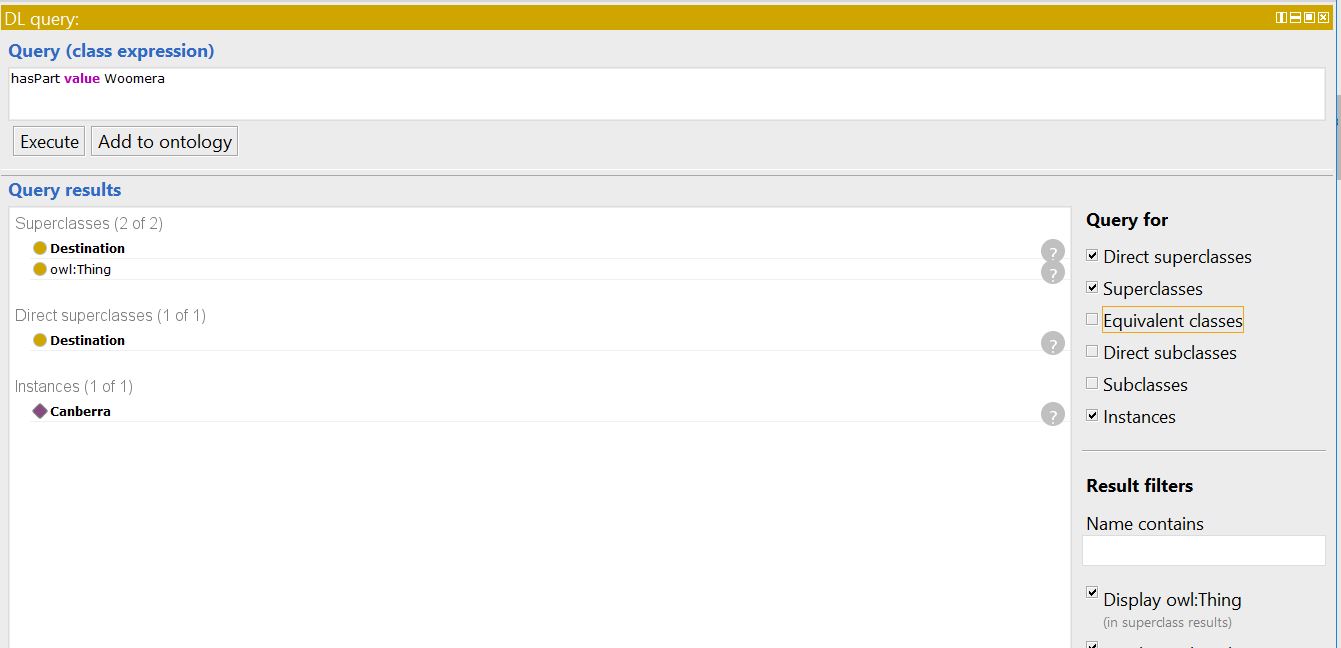 DL query:
Query (class expression)
hasPart value Woomera
Execute
Add to ontology
Query results
Superclasses (2 of 2)
Destination
?
owl:Thing
?
Direct superclasses (1 of 1)
Destination
?
Instances (1 of 1)
Canberra
?
Query for
Direct superclasses
Superclasses
Equivalent classes
Direct subclasses
Subclasses
Instances
Result filters
Name contains
Display owl:Thing
(in superclass results)